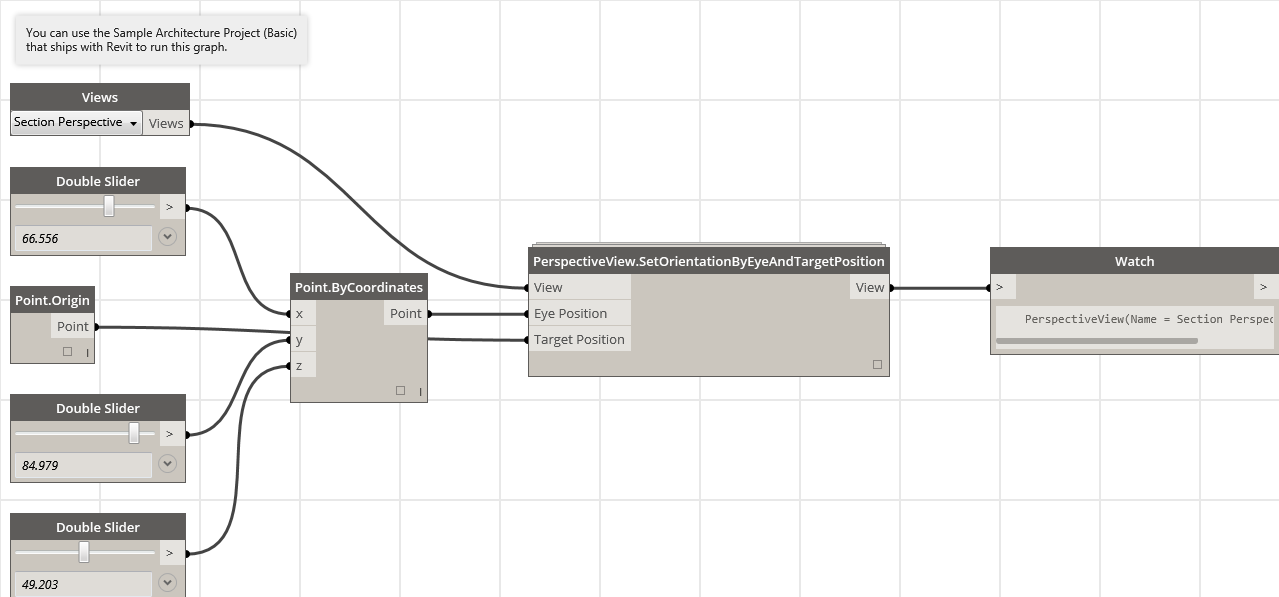 You can use the Sample Architecture Project (Basic)
that ships with Revit to run this graph.
Views
Section Perspective
Views
Double Slider
>
66.556
Point.Origin
Point
Double Slider
>
84.979
Double Slider
>
49.203
Point.ByCoordinates
x
Point
y
z
PerspectiveView.SetOrientationByEyeAndTargetPosition
View
View
Eye Position
Target Position
Watch
>
>
PerspectiveView(Name = Section Perspec